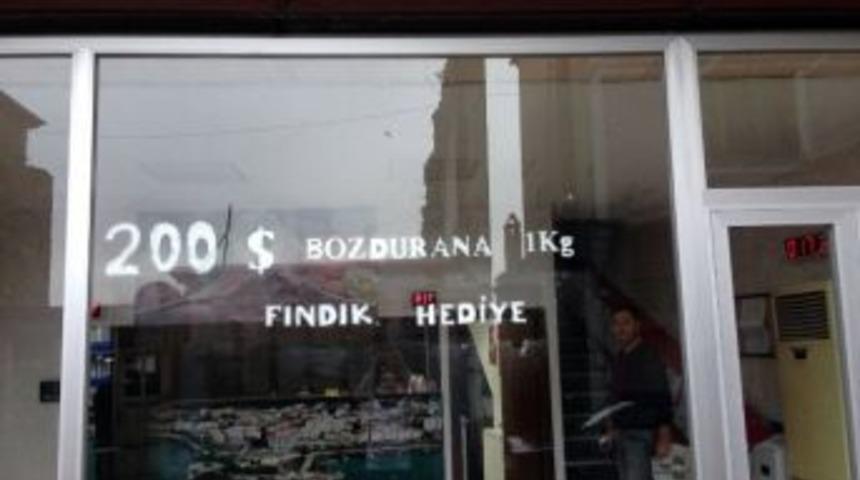 200 $ BOZDURANA 1Kg
FINDIK HEDİYE